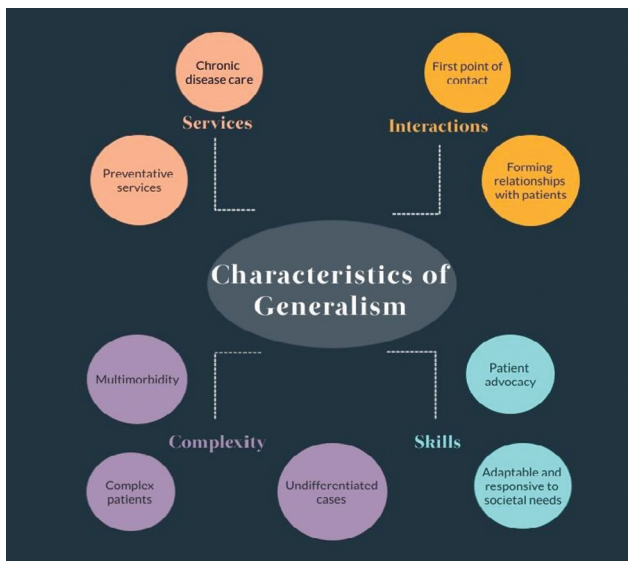 Chronic
disease care
Services
Preventative
services
First point of
contact
Interactions
Forming
relationships
with patients
Characteristics of
Generalism
Multimorbidity
Complexity
Complex
patients
Undifferentiated
cases
Patient
advocacy
Skills
Adaptable and
responsive to
societal needs